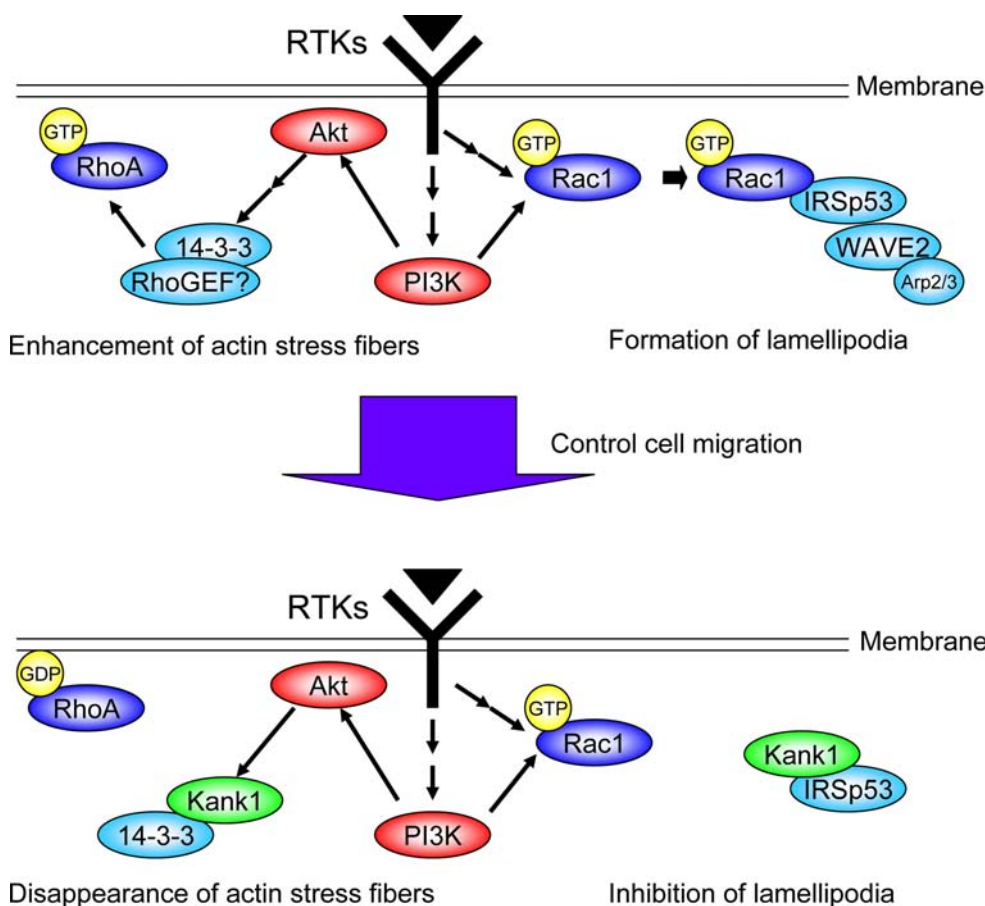 RTKs
Membrane
GTP
RhoA
Akt
GTP
Rac1
GTP
Rac1
IRSp53
14-3-3
RhoGEF?
PI3K
WAVE2
Arp2/3
Enhancement of actin stress fibers
Formation of lamellipodia
Control cell migration
RTKs
Membrane
GDP
RhoA
Akt
GTP
Rac1
Kank1
IRSp53
Kank1
14-3-3
PI3K
Disappearance of actin stress fibers
Inhibition of lamellipodia